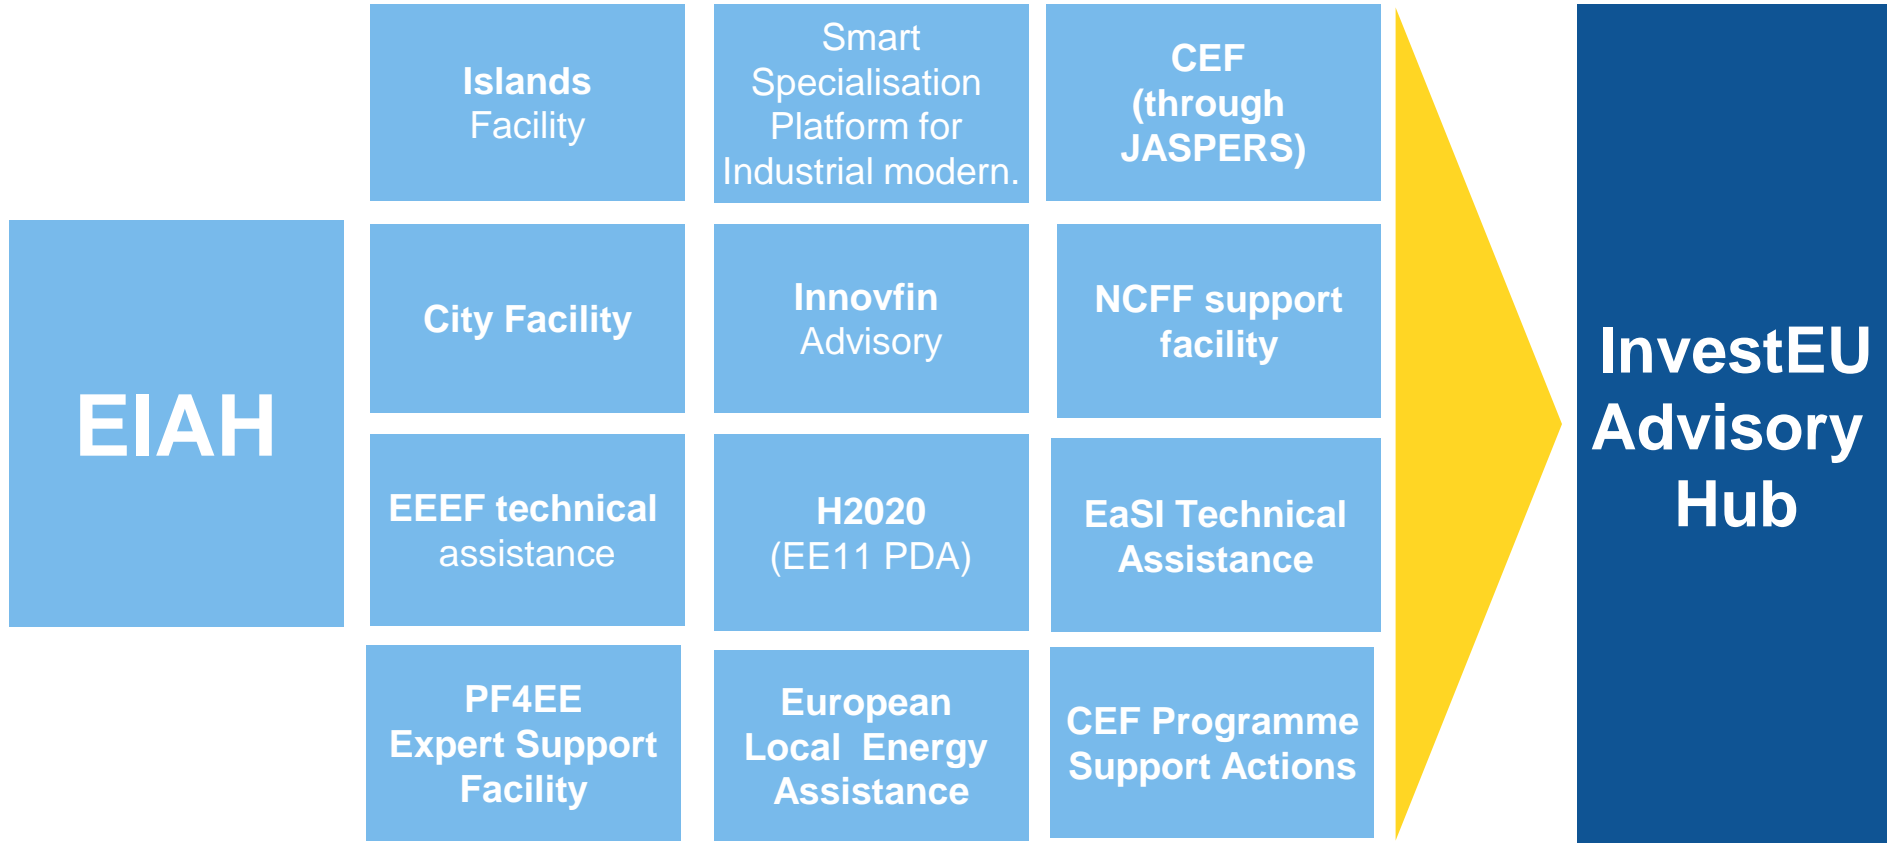 EIAH
Islands
Facility
Smart
Specialisation
Platform for
Industrial modern.
CEF
(through
JASPERS)
City Facility
Innovfin
Advisory
NCFF support
facility
EEEF technical
assistance
H2020
(EE11 PDA)
EaSI Technical
Assistance
PF4EE
Expert Support
Facility
European
Local Energy
Assistance
CEF Programme
Support Actions
InvestEU
Advisory
Hub